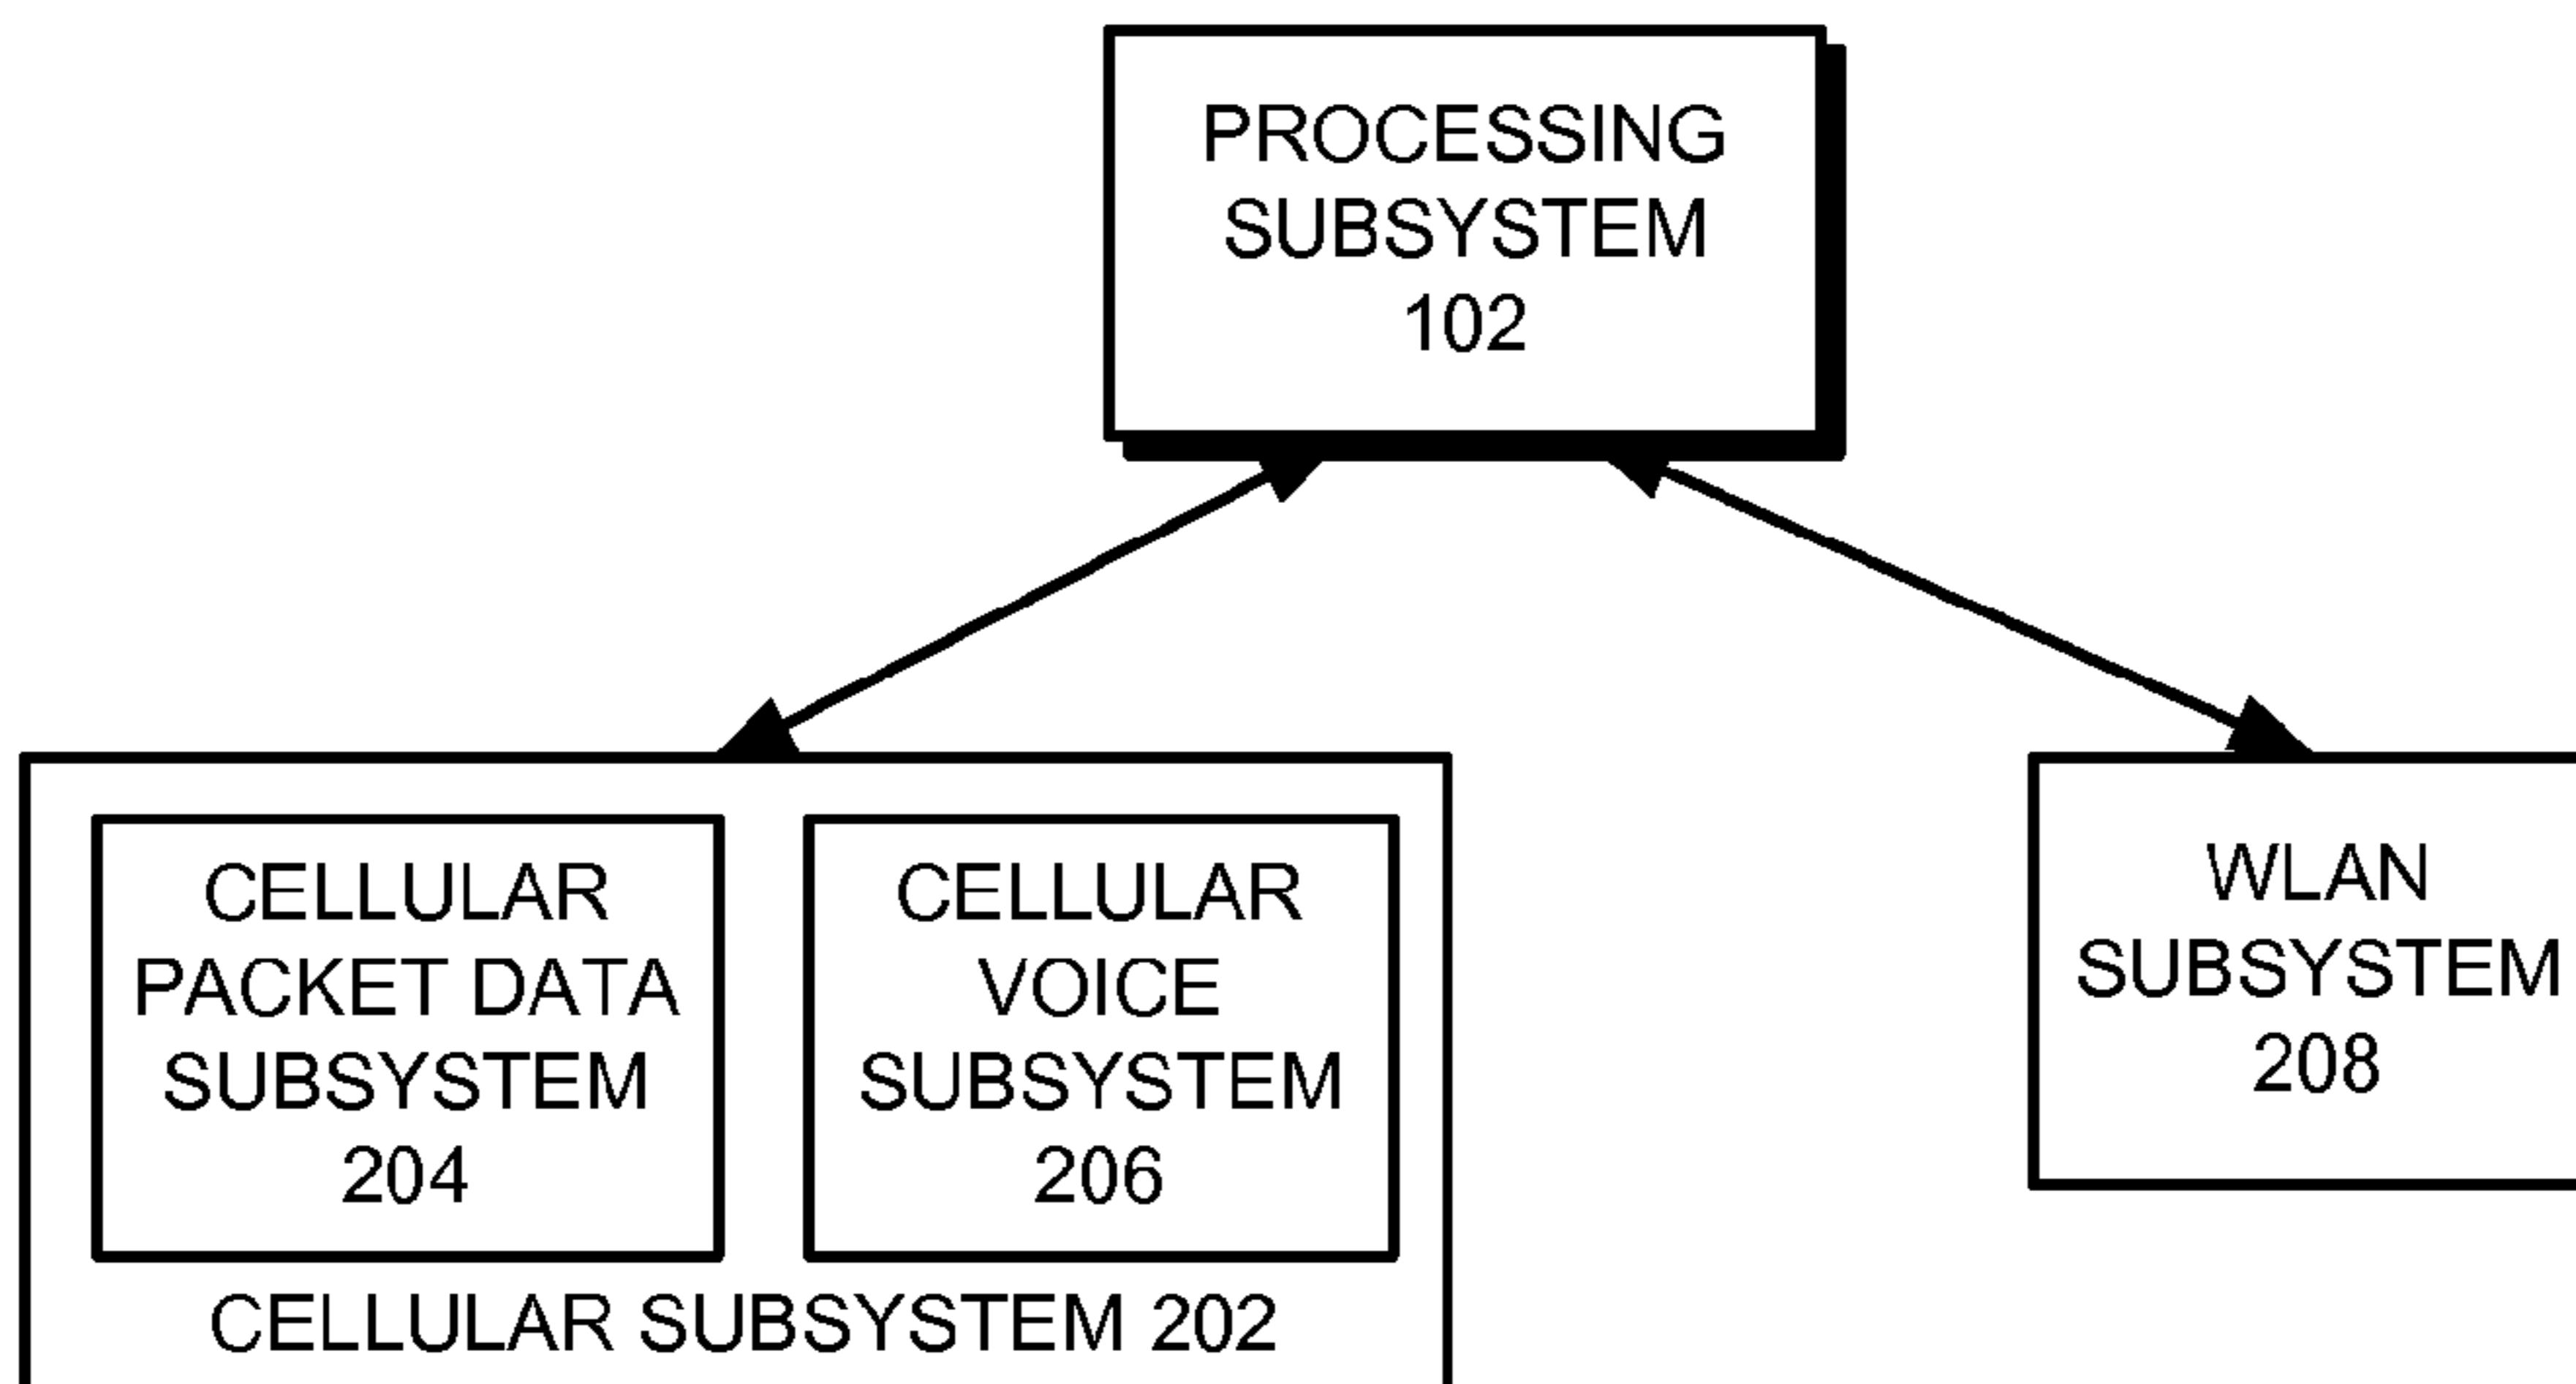 PROCESSING
SUBSYSTEM
102
CELLULAR
PACKET DATA
SUBSYSTEM
204
CELLULAR
VOICE
SUBSYSTEM
206
CELLULAR SUBSYSTEM 202
WLAN
SUBSYSTEM
208